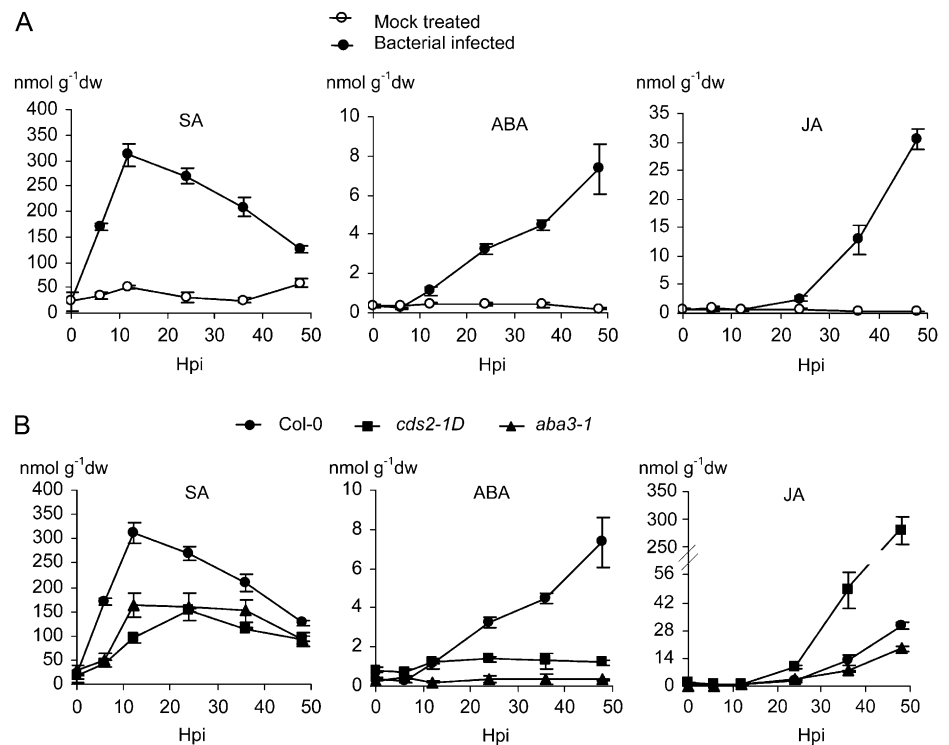 A
Mock treated
Bacterial infected
nmol g⁻¹dw
nmol g⁻¹dw
nmol g⁻¹dw
SA
ABA
JA
400
350
300
250
200
150
100
50
0
10
8
6
4
2
0
35
30
25
20
15
10
5
0
0 10 20 30 40 50
0 10 20 30 40 50
0 10 20 30 40 50
Hpi
Hpi
Hpi
B
Col-0
cds2-1D
aba3-1
nmol g⁻¹dw
nmol g⁻¹dw
nmol g⁻¹dw
SA
ABA
JA
400
350
300
250
200
150
100
50
0
10
8
6
4
2
0
350
300
250
56
42
28
14
0
0 10 20 30 40 50
0 10 20 30 40 50
0 10 20 30 40 50
Hpi
Hpi
Hpi